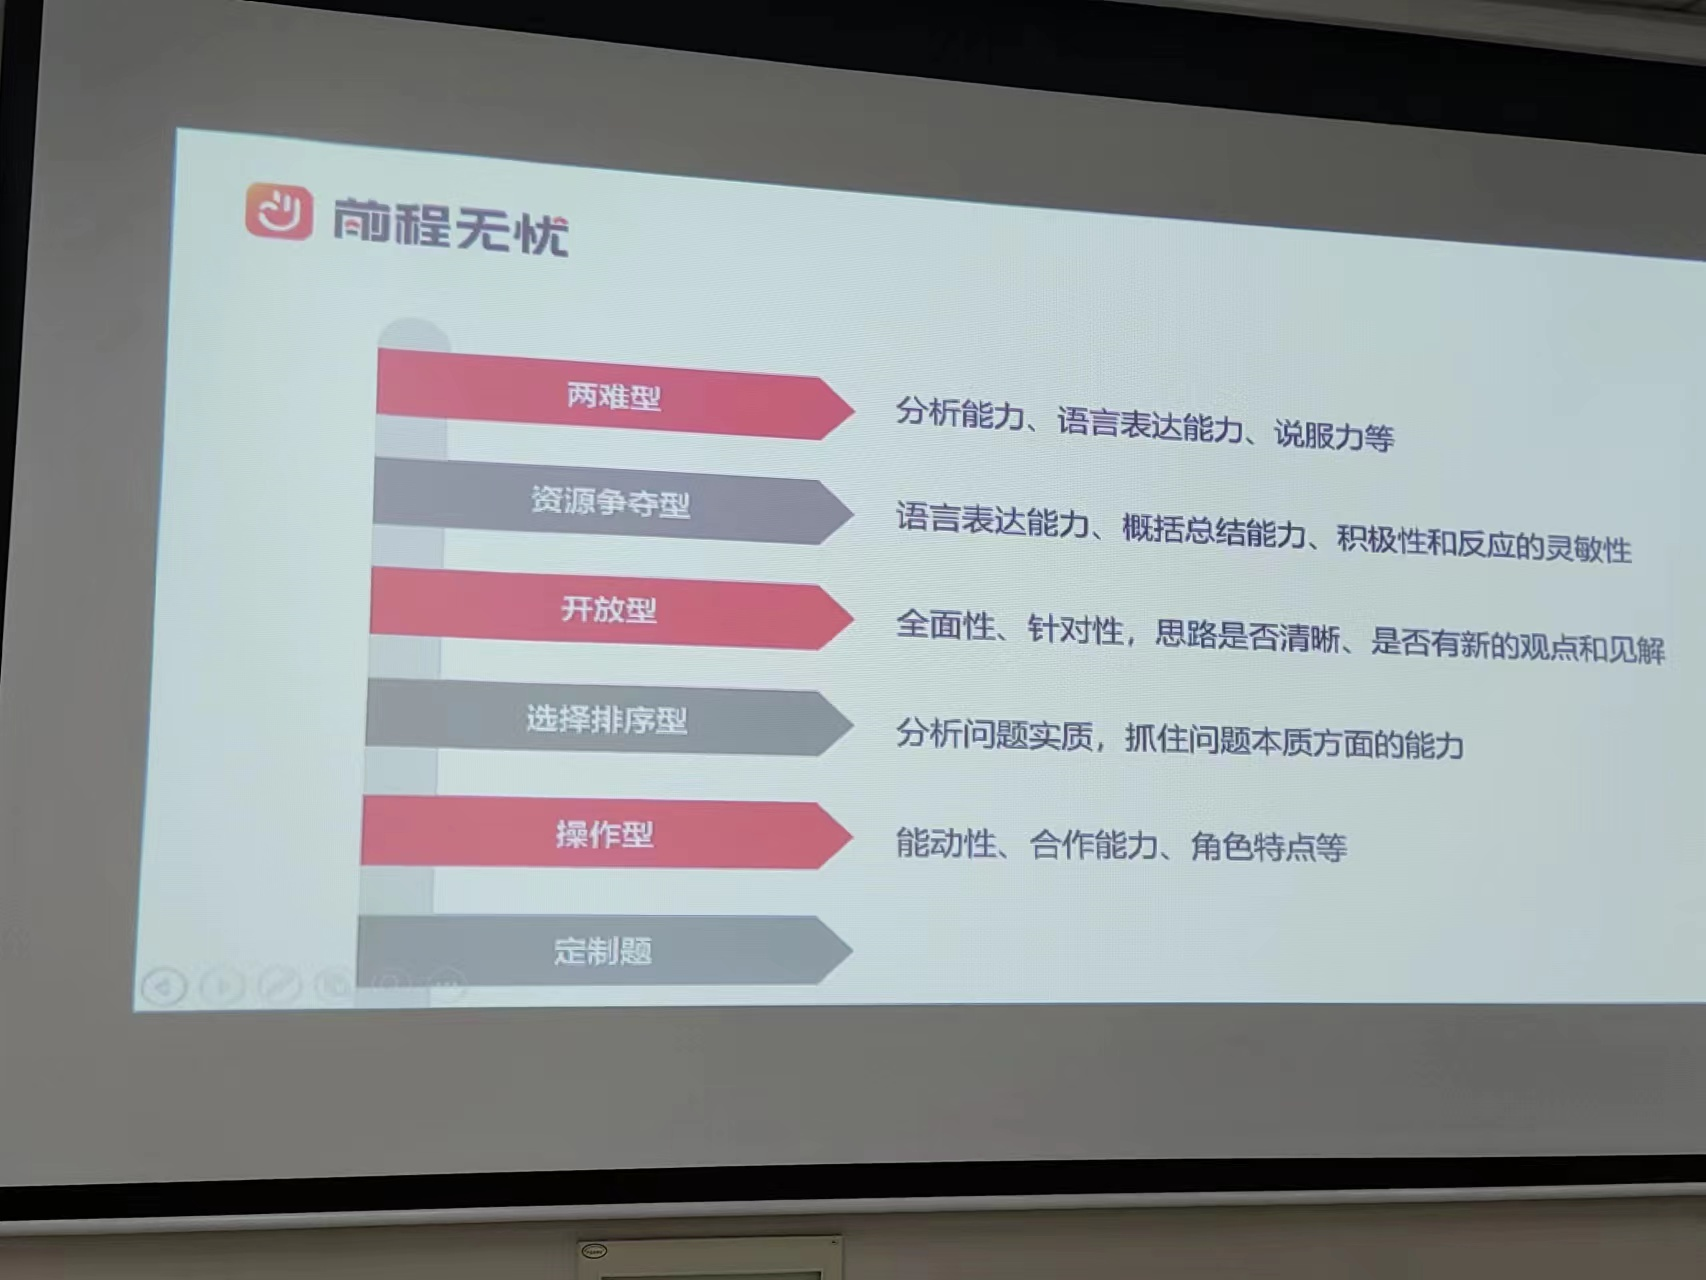 前程无忧
两难型
分析能力、语言表达能力、说服力等
资源争夺型
语言表达能力、概括总结能力、积极性和反应的灵敏性
开放型
全面性、针对性，思路是否清晰、是否有新的观点和见解
选择排序型
分析问题实质，抓住问题本质方面的能力
操作型
能动性、合作能力、角色特点等
定制题